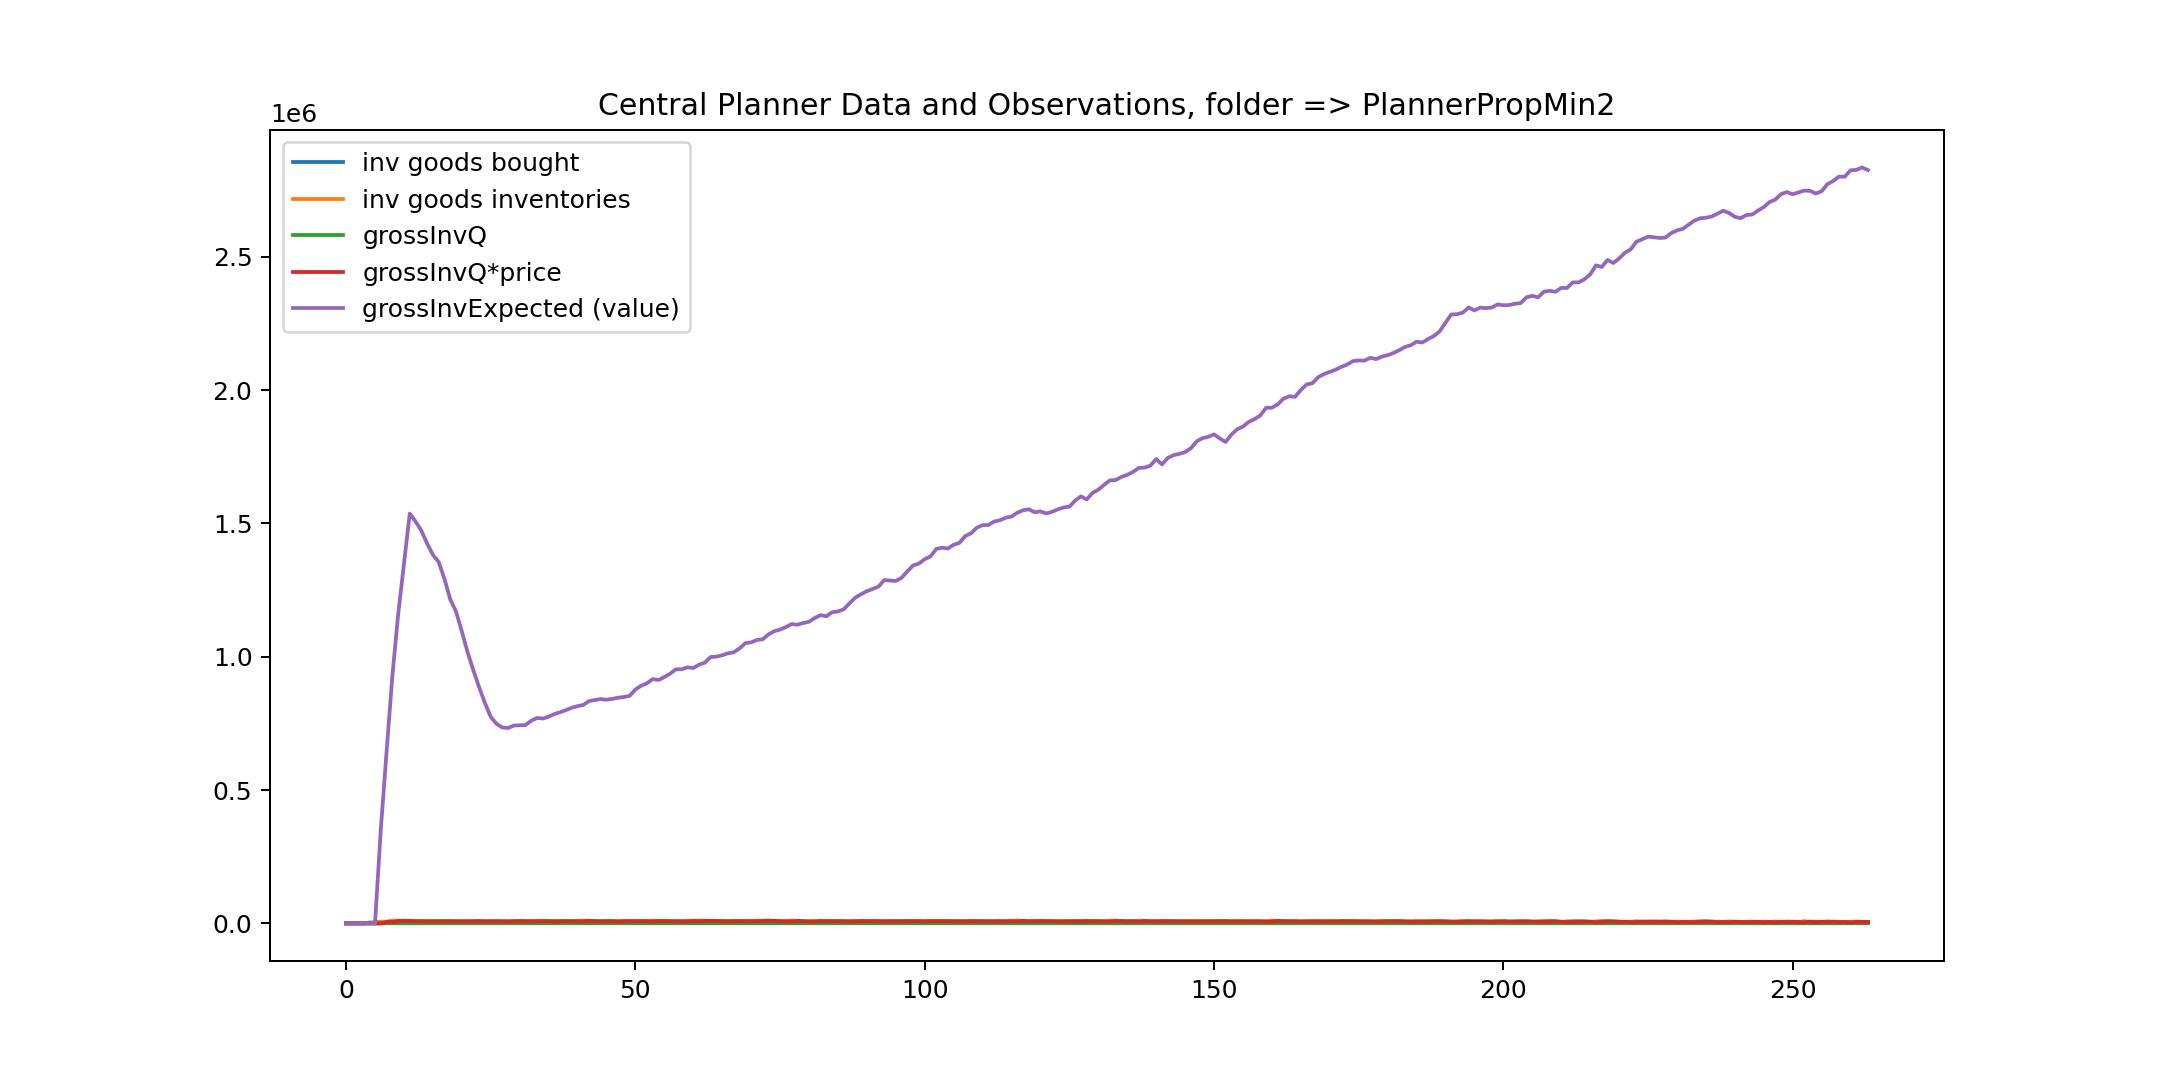 Central Planner Data and Observations, folder => PlannerPropMin2
1e6
inv goods bought
inv goods inventories
grossInvQ
grossInvQ*price
grossInvExpected (value)
2.5
2.0
1.5
1.0
0.5
0.0
0 50 100 150 200 250